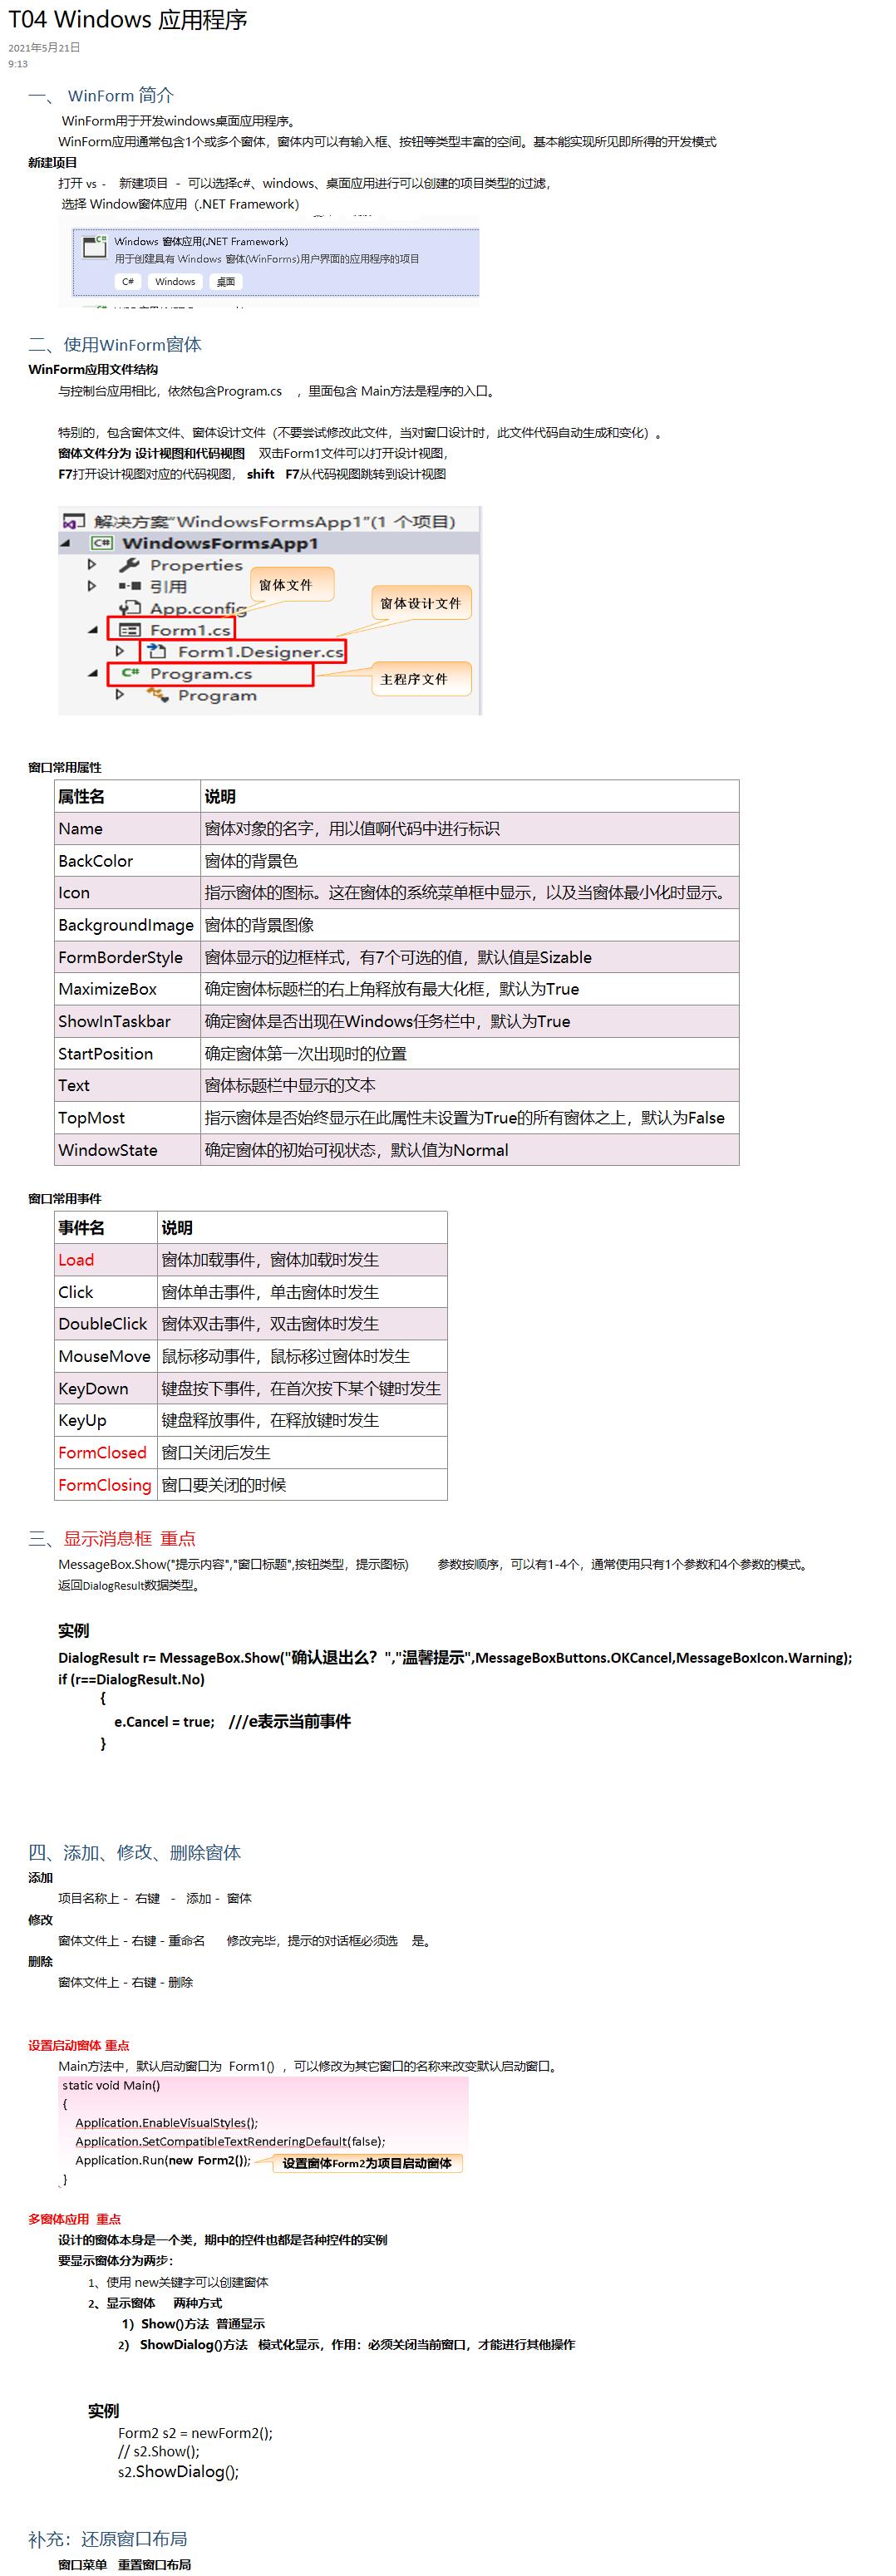 T04 Windows 应用程序
2021年5月21日
9:13
一、 WinForm 简介
WinForm用于开发windows桌面应用程序。
WinForm应用通常包含1个或多个窗体，窗体内可以有输入框、按钮等类型丰富的空间。基本能实现所见即所得的开发模式
新建项目
打开 vs - 新建项目 - 可以选择c#、windows、桌面应用进行可以创建的项目类型的过滤，
选择 Window窗体应用（.NET Framework）
Windows 窗体应用(.NET Framework)
用于创建具有 Windows 窗体(WinForms)用户界面的应用程序的项目
C# Windows 桌面
二、使用WinForm窗体
WinForm应用文件结构
与控制台应用相比，依然包含Program.cs ，里面包含 Main方法是程序的入口。
特别的，包含窗体文件、窗体设计文件（不要尝试修改此文件，当对窗口设计时，此文件代码自动生成和变化）。
窗体文件分为 设计视图和代码视图 双击Form1文件可以打开设计视图，
F7打开设计视图对应的代码视图， shift F7从代码视图跳转到设计视图
解决方案"WindowsFormsApp1"(1 个项目)
C# WindowsFormsApp1
Properties
引用
窗体文件
App.config
窗体设计文件
Form1.cs
Form1.Designer.cs
C# Program.cs
主程序文件
Program
窗口常用属性
属性名 说明
Name 窗体对象的名字，用以值啊代码中进行标识
BackColor 窗体的背景色
Icon 指示窗体的图标。这在窗体的系统菜单框中显示，以及当窗体最小化时显示。
BackgroundImage 窗体的背景图像
FormBorderStyle 窗体显示的边框样式，有7个可选的值，默认值是Sizable
MaximizeBox 确定窗体标题栏的右上角释放有最大化框，默认为True
ShowInTaskbar 确定窗体是否出现在Windows任务栏中，默认为True
StartPosition 确定窗体第一次出现时的位置
Text 窗体标题栏中显示的文本
TopMost 指示窗体是否始终显示在此属性未设置为True的所有窗体之上，默认为False
WindowState 确定窗体的初始可视状态，默认值为Normal
窗口常用事件
事件名 说明
Load 窗体加载事件，窗体加载时发生
Click 窗体单击事件，单击窗体时发生
DoubleClick 窗体双击事件，双击窗体时发生
MouseMove 鼠标移动事件，鼠标移过窗体时发生
KeyDown 键盘按下事件，在首次按下某个键时发生
KeyUp 键盘释放事件，在释放键时发生
FormClosed 窗口关闭后发生
FormClosing 窗口要关闭的时候
三、显示消息框 重点
MessageBox.Show("提示内容","窗口标题",按钮类型，提示图标) 参数按顺序，可以有1-4个，通常使用只有1个参数和4个参数的模式。
返回DialogResult数据类型。
实例
DialogResult r= MessageBox.Show("确认退出么？","温馨提示",MessageBoxButtons.OKCancel,MessageBoxIcon.Warning);
if (r==DialogResult.No)
{
e.Cancel = true; ///e表示当前事件
}
四、添加、修改、删除窗体
添加
项目名称上 - 右键 - 添加 - 窗体
修改
窗体文件上 - 右键 - 重命名 修改完毕，提示的对话框必须选 是。
删除
窗体文件上 - 右键 - 删除
设置启动窗体 重点
Main方法中，默认启动窗口为 Form1() ，可以修改为其它窗口的名称来改变默认启动窗口。
static void Main()
{
Application.EnableVisualStyles();
Application.SetCompatibleTextRenderingDefault(false);
Application.Run(new Form2()); 设置窗体Form2为项目启动窗体
}
多窗体应用 重点
设计的窗体本身是一个类，期中的控件也都是各种控件的实例
要显示窗体分为两步：
1、使用 new关键字可以创建窗体
2、显示窗体 两种方式
1）Show()方法 普通显示
2） ShowDialog()方法 模式化显示，作用：必须关闭当前窗口，才能进行其他操作
实例
Form2 s2 = newForm2();
// s2.Show();
s2.ShowDialog();
补充：还原窗口布局
窗口菜单 重置窗口布局